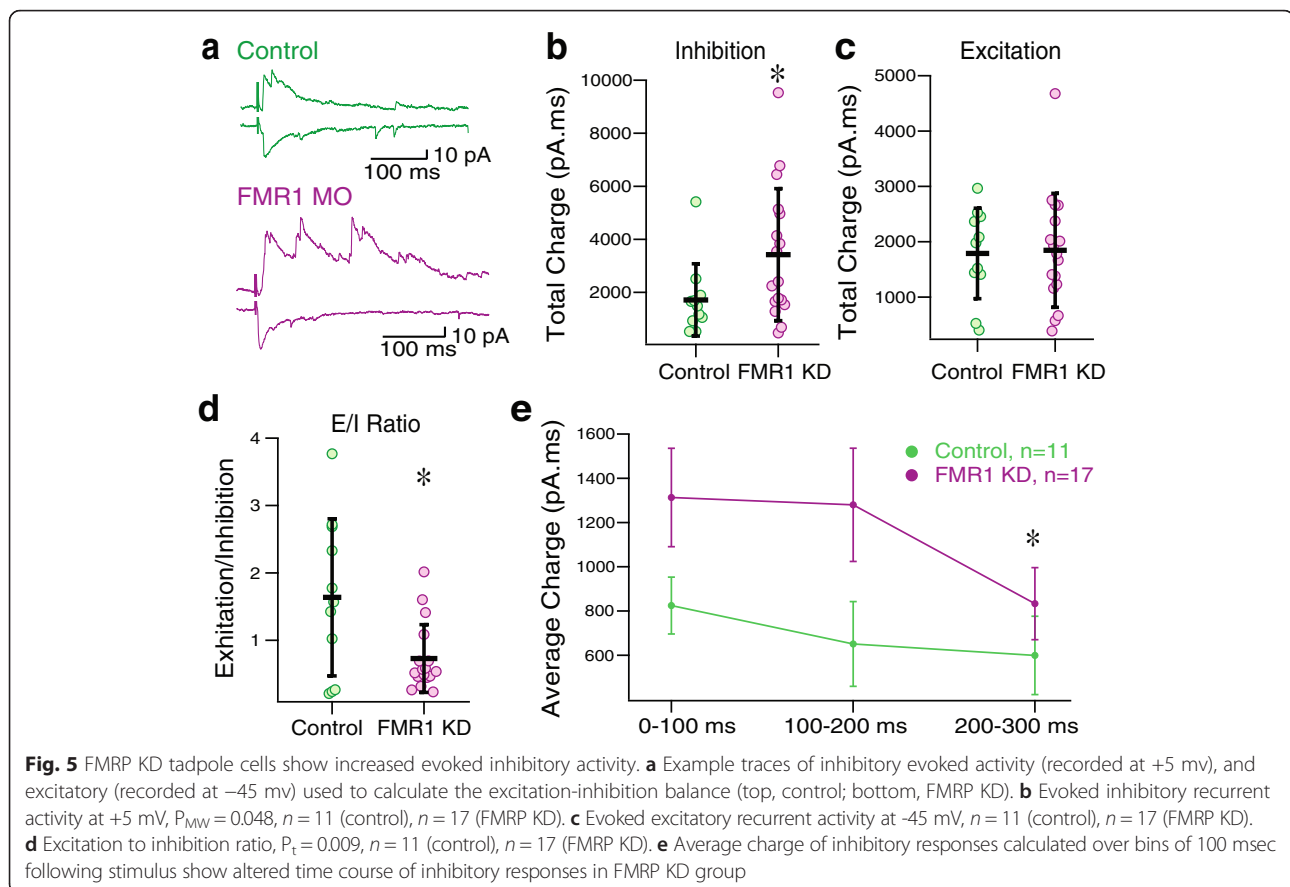 a
Control
10 pA
100 ms
FMR1 MO
10 pA
100 ms
b
Inhibition
*
Total Charge (pA.ms)
10000
8000
6000
4000
2000
Control FMR1 KD
c
Excitation
Total Charge (pA.ms)
5000
4000
3000
2000
1000
Control FMR1 KD
d
E/I Ratio
*
Exhitation/Inhibition
4
3
2
1
Control FMR1 KD
e
Average Charge (pA.ms)
1600
1400
1200
1000
800
600
Control, n=11
FMR1 KD, n=17
*
0-100 ms 100-200 ms 200-300 ms
Fig. 5 FMRP KD tadpole cells show increased evoked inhibitory activity. a Example traces of inhibitory evoked activity (recorded at +5 mv), and
excitatory (recorded at −45 mv) used to calculate the excitation-inhibition balance (top, control; bottom, FMRP KD). b Evoked inhibitory recurrent
activity at +5 mV, PMW = 0.048, n = 11 (control), n = 17 (FMRP KD). c Evoked excitatory recurrent activity at -45 mV, n = 11 (control), n = 17 (FMRP KD).
d Excitation to inhibition ratio, Pt = 0.009, n = 11 (control), n = 17 (FMRP KD). e Average charge of inhibitory responses calculated over bins of 100 msec
following stimulus show altered time course of inhibitory responses in FMRP KD group